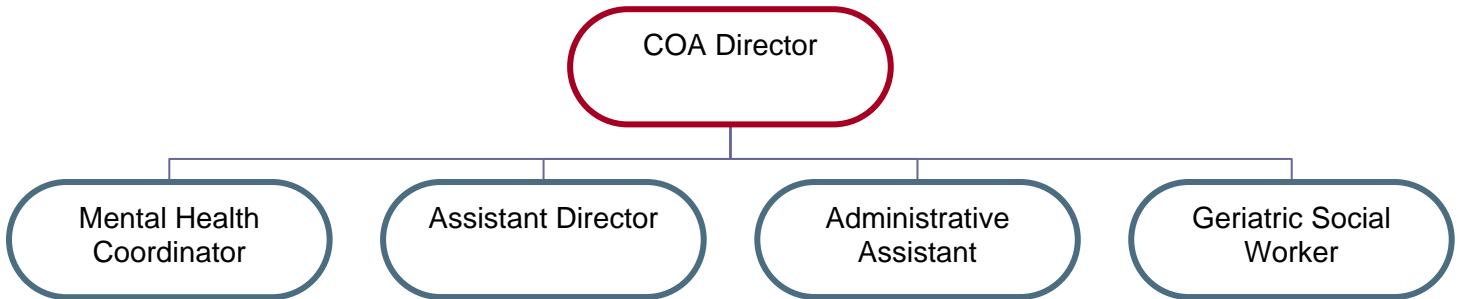 COA Director
Mental Health
Coordinator
Assistant Director
Administrative
Assistant
Geriatric Social
Worker